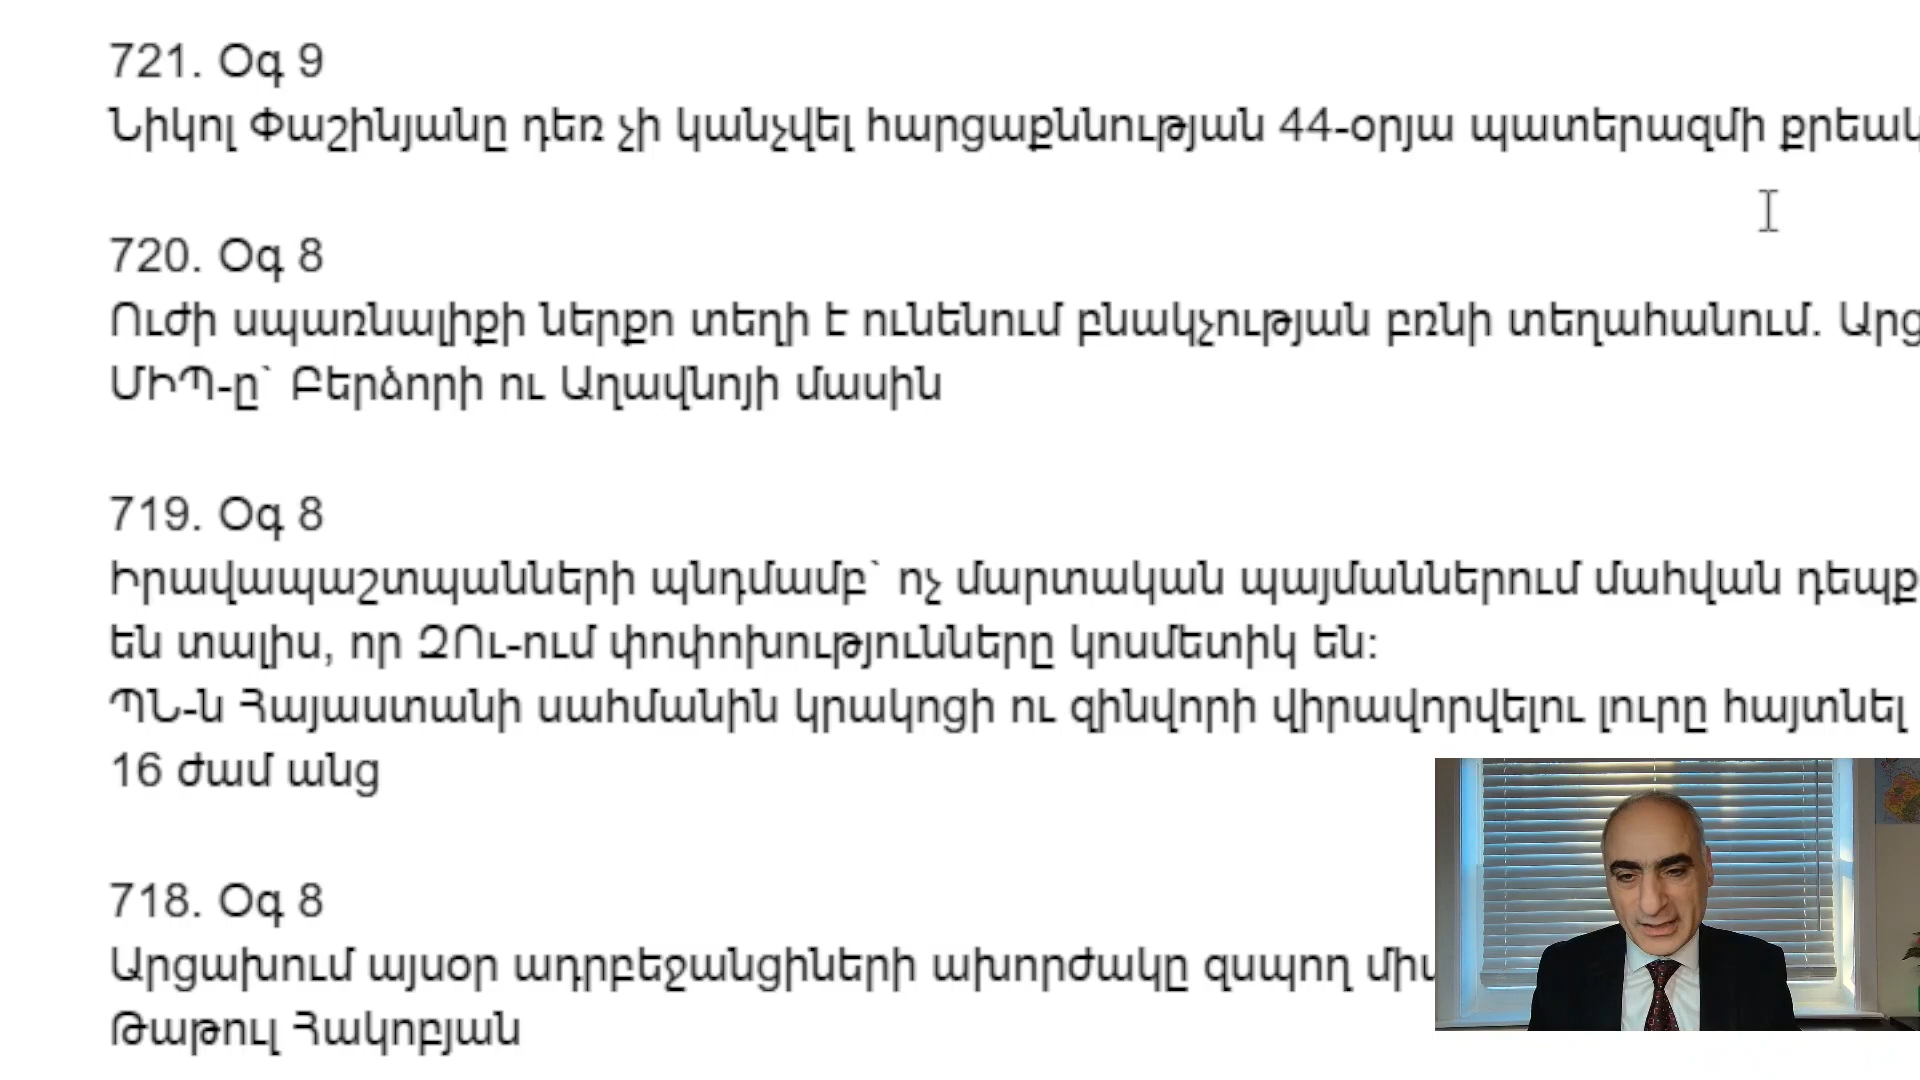 721. Օգ 9
Նիկոլ Փաշինյանը դեռ չի կանչվել հարցաքննության 44-օրյա պատերազմի
720. Օգ 8
Ուժի սպառնալիքի ներքո տեղի է ունենում բնակչության բռնի տեղահանում.
ՄԻՊ-ը` Բերձորի ու Աղավնոյի մասին
719. Օգ 8
Իրավապաշտպանների պնդմամբ` ոչ մարտական պայմաններում մահվան
են տալիս, որ ԶՈւ-ում փոփոխությունները կոսմետիկ են:
ՊՆ-ն Հայաստանի սահմանին կրակոցի ու զինվորի վիրավորվելու լուրը հայտնել
16 ժամ անց
718. Օգ 8
Արցախում այսօր ադրբեջանցիների ախորժակը զսպող
Թաթուլ Հակոբյան